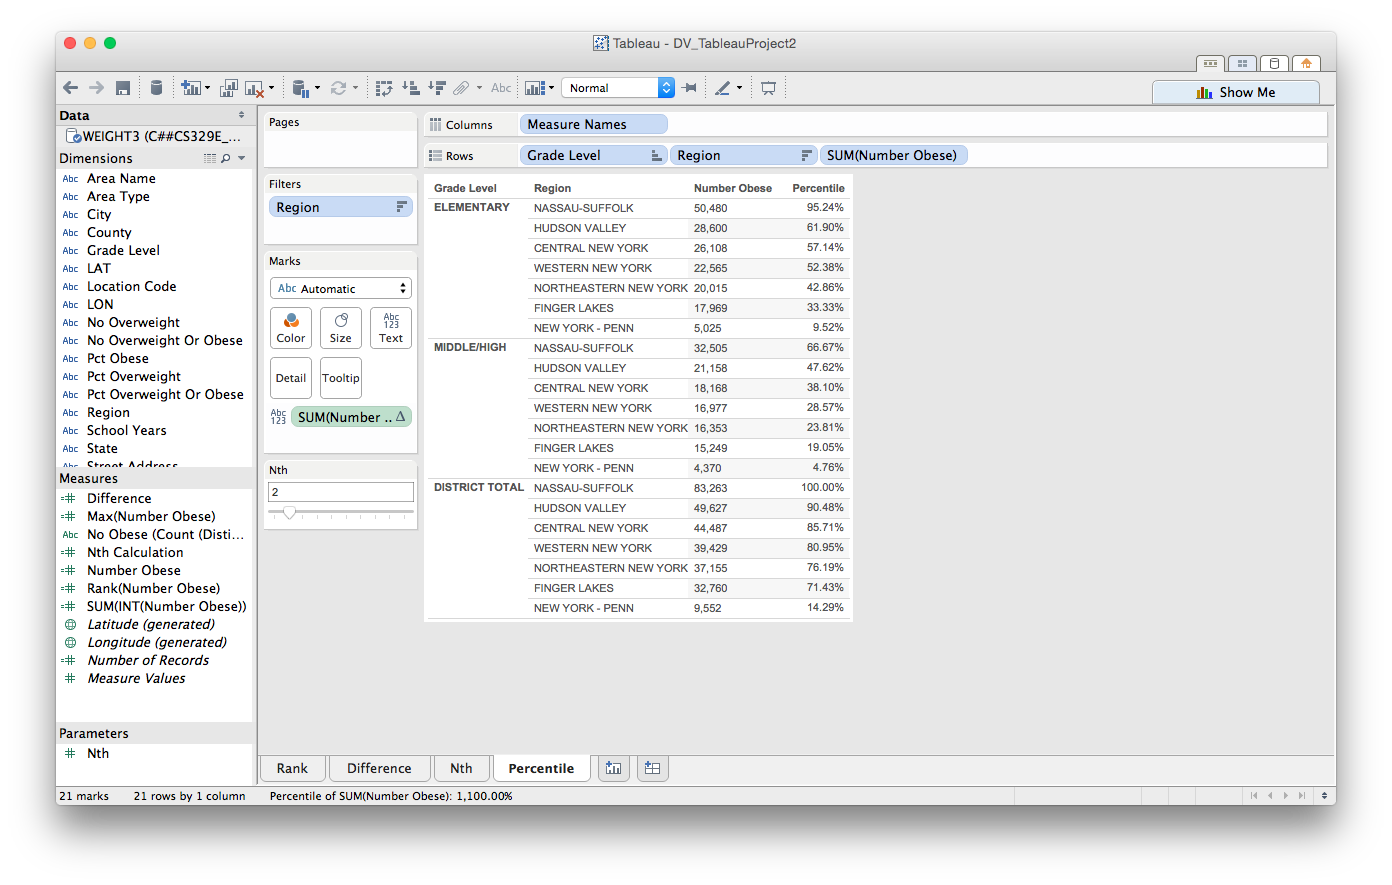 Tableau - DV_TableauProject2
Abc
Normal
Show Me
Data
WEIGHT3 (C##CS329E_...
Dimensions
Abc Area Name
Abc Area Type
Abc City
Abc County
Abc Grade Level
Abc LAT
Abc Location Code
Abc LON
Abc No Overweight
Abc No Overweight Or Obese
Abc Pct Obese
Abc Pct Overweight
Abc Pct Overweight Or Obese
Abc Region
Abc School Years
Abc State
Abc Street Address
Measures
Difference
Max(Number Obese)
Abc No Obese (Count (Disti...
Nth Calculation
Number Obese
Rank(Number Obese)
SUM(INT(Number Obese))
Latitude (generated)
Longitude (generated)
Number of Records
Measure Values
Parameters
Nth
Pages
Filters
Region
Marks
Abc Automatic
Color
Size
Abc
123
Text
Detail
Tooltip
Abc
123
SUM(Number .. Δ
Nth
2
Columns Measure Names
Rows Grade Level Region SUM(Number Obese)
Grade Level Region Number Obese Percentile
ELEMENTARY NASSAU-SUFFOLK 50,480 95.24%
HUDSON VALLEY 28,600 61.90%
CENTRAL NEW YORK 26,108 57.14%
WESTERN NEW YORK 22,565 52.38%
NORTHEASTERN NEW YORK 20,015 42.86%
FINGER LAKES 17,969 33.33%
NEW YORK - PENN 5,025 9.52%
MIDDLE/HIGH NASSAU-SUFFOLK 32,505 66.67%
HUDSON VALLEY 21,158 47.62%
CENTRAL NEW YORK 18,168 38.10%
WESTERN NEW YORK 16,977 28.57%
NORTHEASTERN NEW YORK 16,353 23.81%
FINGER LAKES 15,249 19.05%
NEW YORK - PENN 4,370 4.76%
DISTRICT TOTAL NASSAU-SUFFOLK 83,263 100.00%
HUDSON VALLEY 49,627 90.48%
CENTRAL NEW YORK 44,487 85.71%
WESTERN NEW YORK 39,429 80.95%
NORTHEASTERN NEW YORK 37,155 76.19%
FINGER LAKES 32,760 71.43%
NEW YORK - PENN 9,552 14.29%
Rank Difference Nth Percentile
21 marks 21 rows by 1 column Percentile of SUM(Number Obese): 1,100.00%